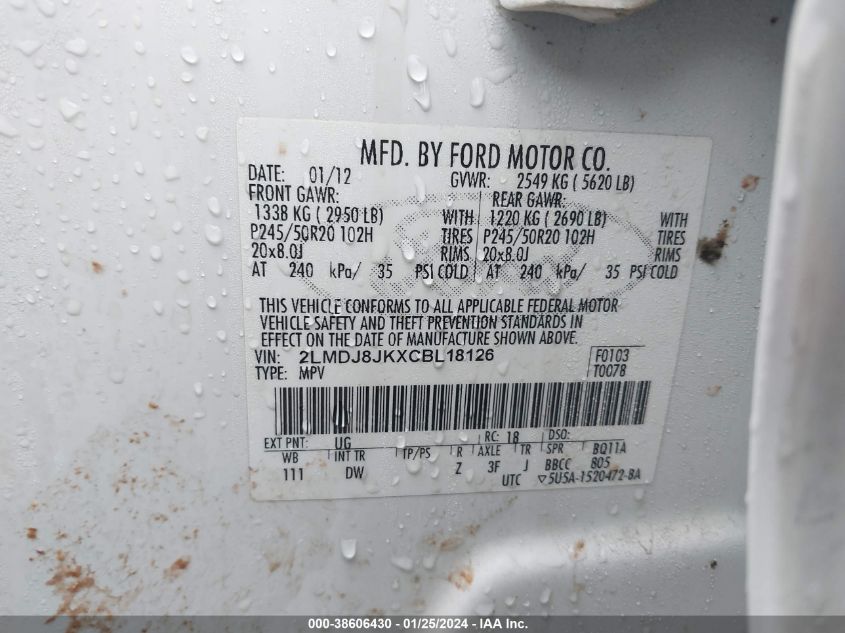 MFD. BY FORD MOTOR CO.
DATE: 01/12 GVWR: 2549 KG ( 5620 LB)
FRONT GAWR: REAR GAWR:
1338 KG ( 2950 LB) WITH 1220 KG ( 2690 LB) WITH
P245/50R20 102H TIRES P245/50R20 102H TIRES
20x8.0J RIMS 20x8.0J RIMS
AT 240 kPa/ 35 PSI COLD AT 240 kPa/ 35 PSI COLD
THIS VEHICLE CONFORMS TO ALL APPLICABLE FEDERAL MOTOR
VEHICLE SAFETY AND THEFT PREVENTION STANDARDS IN
EFFECT ON THE DATE OF MANUFACTURE SHOWN ABOVE.
VIN: 2LMDJ8JKXCBL18126 F0103
TYPE: MPV T0078
EXT PNT: UG RC: 18 DSO:
WB INT TR TP/PS R AXLE TR SPR BQ11A
111 DW Z 3F J BBCC 805
UTC ▽5USA-1520472-BA
000-38606430 - 01/25/2024 - IAA Inc.